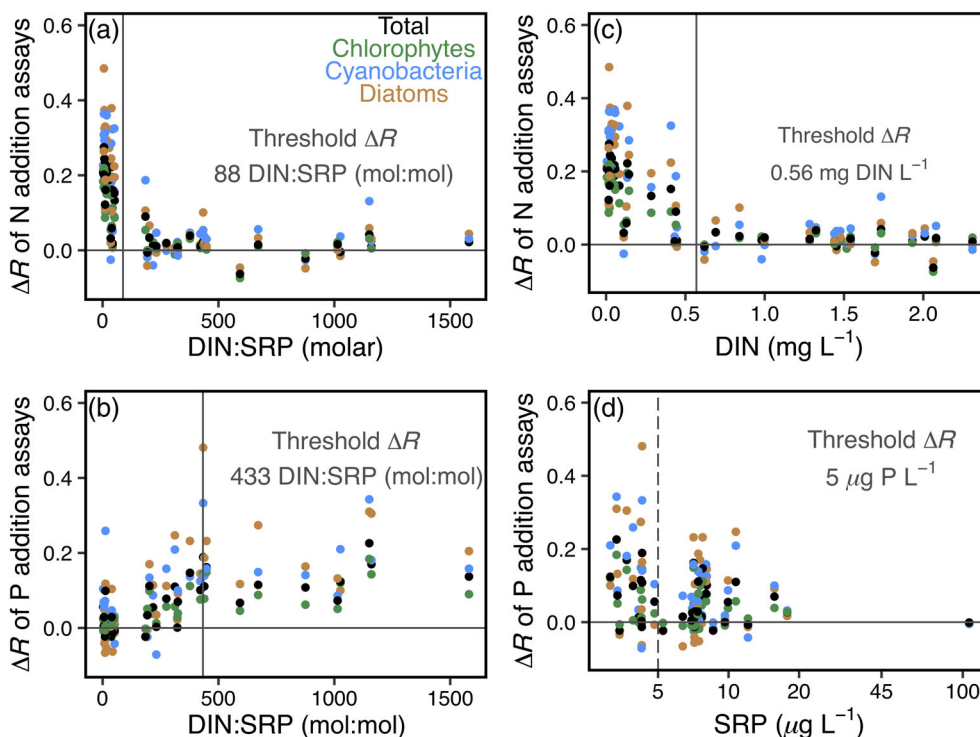 (a)
Total
Chlorophytes
Cyanobacteria
Diatoms
Threshold ΔR
88 DIN:SRP (mol:mol)
ΔR of N addition assays
0.6
0.4
0.2
0.0
0
500
1000
1500
DIN:SRP (molar)
(c)
Threshold ΔR
0.56 mg DIN L⁻¹
ΔR of N addition assays
0.6
0.4
0.2
0.0
0.0
0.5
1.0
1.5
2.0
DIN (mg L⁻¹)
(b)
Threshold ΔR
433 DIN:SRP (mol:mol)
ΔR of P addition assays
0.6
0.4
0.2
0.0
0
500
1000
1500
DIN:SRP (mol:mol)
(d)
Threshold ΔR
5 μg P L⁻¹
ΔR of P addition assays
0.6
0.4
0.2
0.0
5
10
20
45
100
SRP (μg L⁻¹)